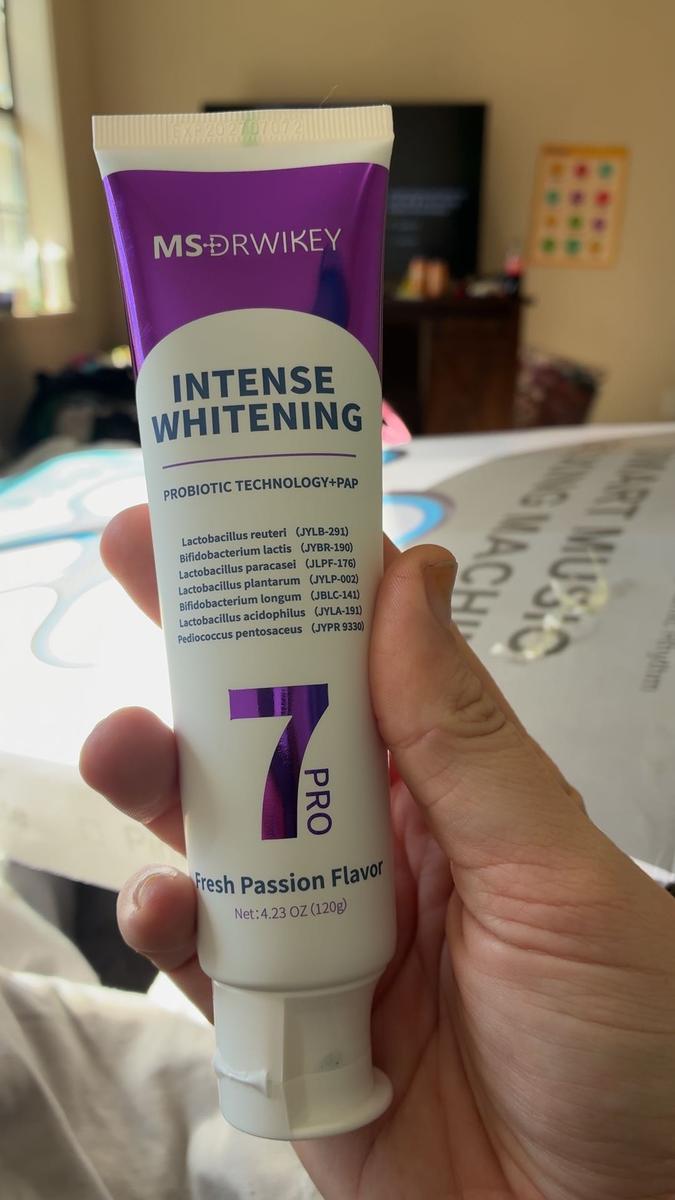 MS DRWIKEY
INTENSE
WHITENING
PROBIOTIC TECHNOLOGY+PAP
Lactobacillus reuteri (JYLB-291)
Bifidobacterium lactis (JYBR-190)
Lactobacillus paracasei (JLPF-176)
Lactobacillus plantarum (JYLP-002)
Bifidobacterium longum (JBLC-141)
Lactobacillus acidophilus (JYLA-191)
Pediococcus pentosaceus (JYPR 9330)
7
PRO
Fresh Passion Flavor
Net:4.23 OZ (120g)
MUSIC